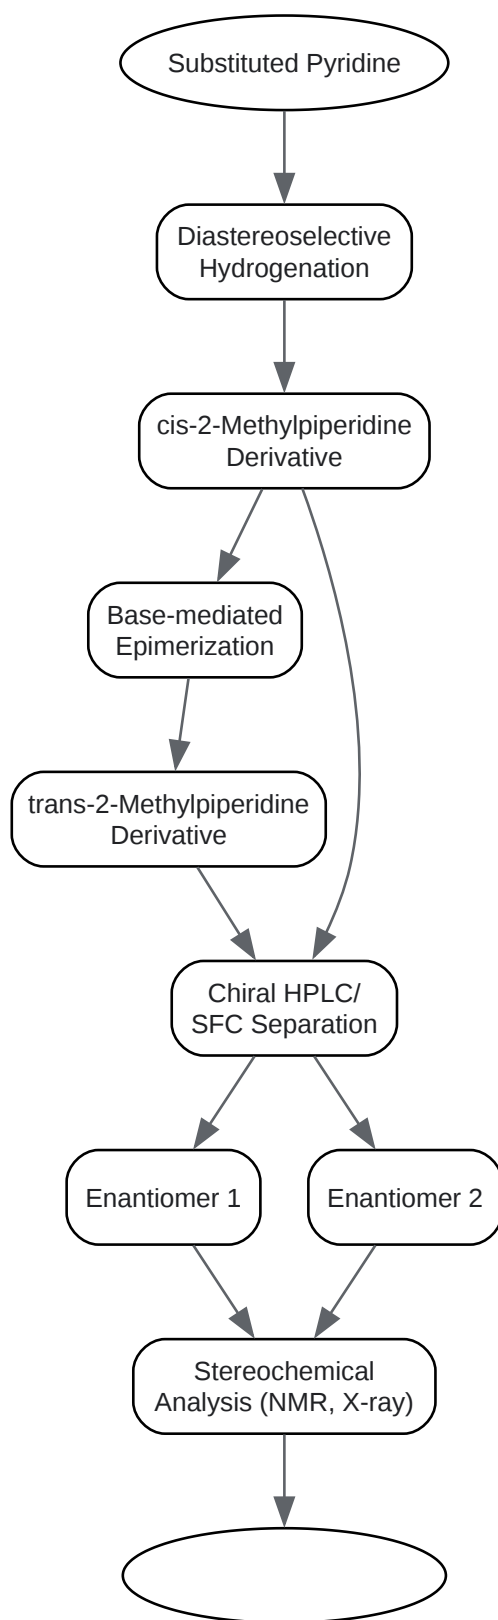 Substituted Pyridine
Diastereoselective
Hydrogenation
cis-2-Methylpiperidine
Derivative
Base-mediated
Epimerization
trans-2-Methylpiperidine
Derivative
Chiral HPLC/
SFC Separation
Enantiomer 1
Enantiomer 2
Stereochemical
Analysis (NMR, X-ray)